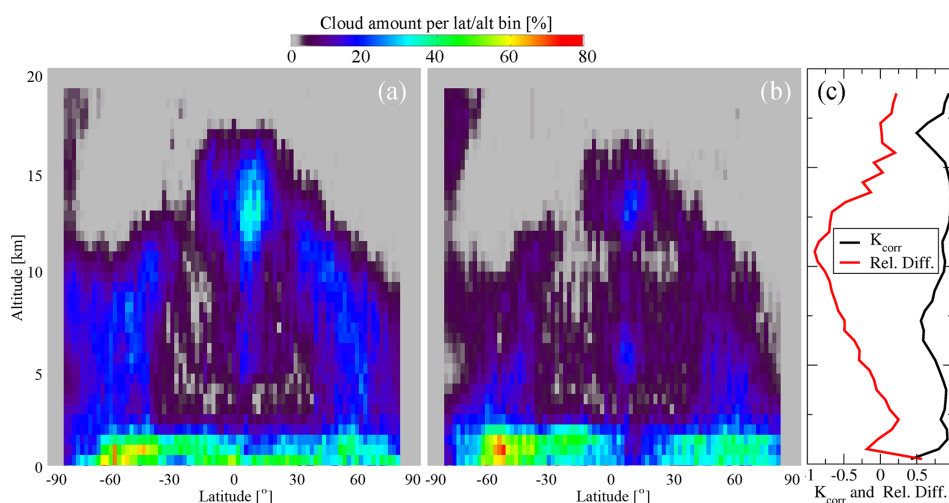 Cloud amount per lat/alt bin [%]
0 20 40 60 80
20 15 10 5 0
Altitude [km]
(a) (b) (c)
K_corr
Rel. Diff.
-90 -60 -30 0 30 60 90
-90 -60 -30 0 30 60 90
-1 -0.5 0 0.5
Latitude [°] Latitude [°] K_corr and Rel. Diff.